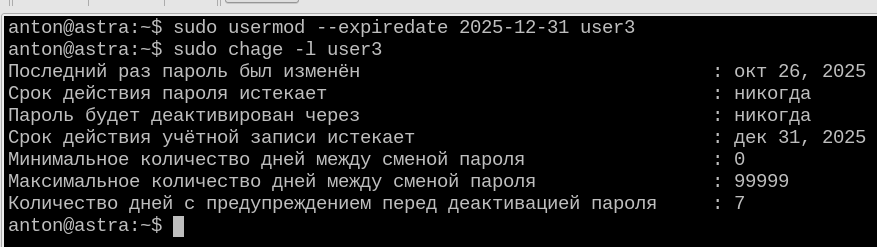 anton@astra:~$ sudo usermod --expiredate 2025-12-31 user3
anton@astra:~$ sudo chage -l user3
Последний раз пароль был изменён : окт 26, 2025
Срок действия пароля истекает : никогда
Пароль будет деактивирован через : никогда
Срок действия учётной записи истекает : дек 31, 2025
Минимальное количество дней между сменой пароля : 0
Максимальное количество дней между сменой пароля : 99999
Количество дней с предупреждением перед деактивацией пароля : 7
anton@astra:~$